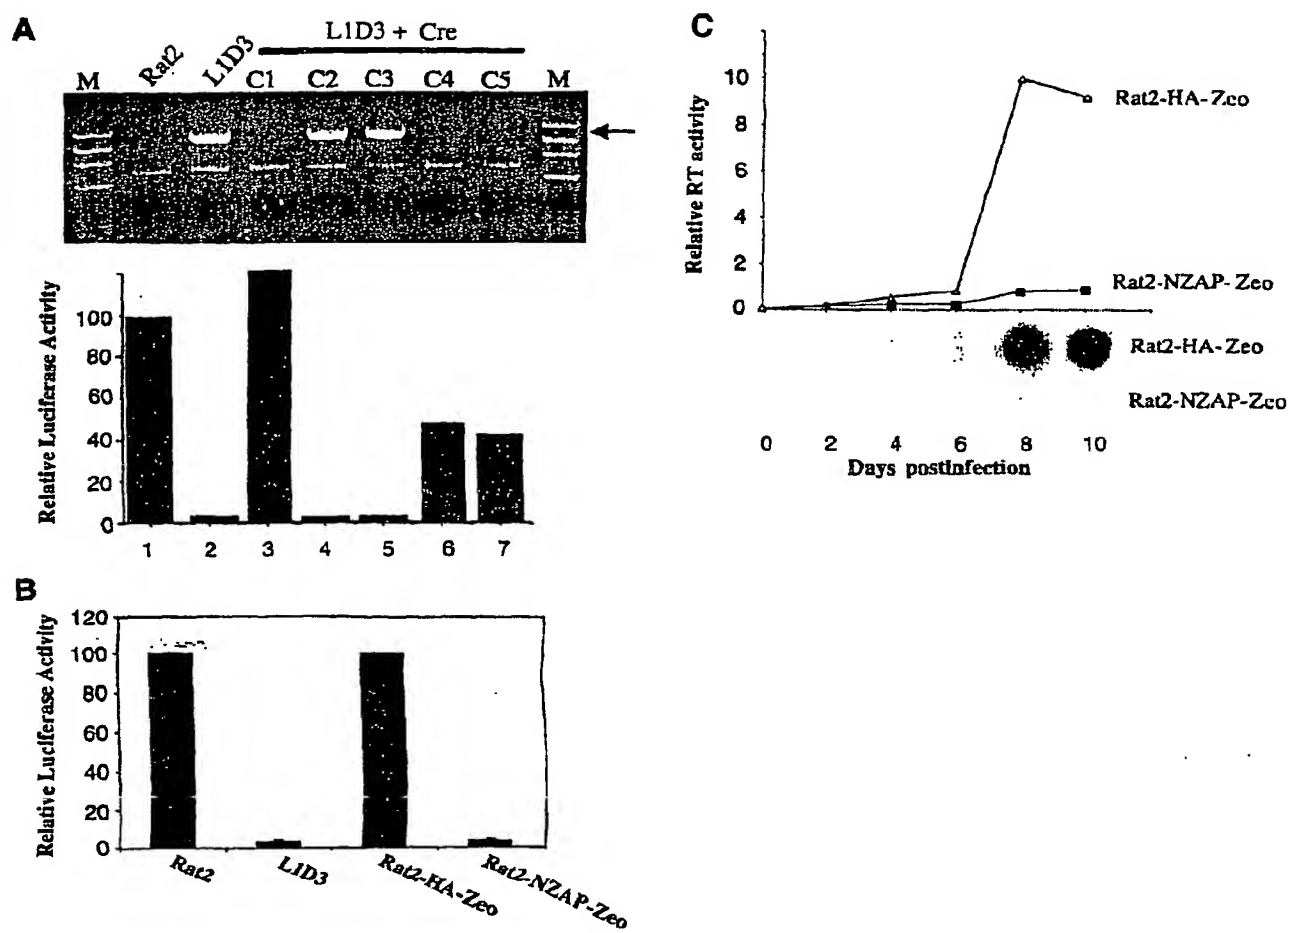 A
L1D3 + Cre
M Rat2 L1D3 C1 C2 C3 C4 C5 M
Relative Luciferase Activity
100
80
60
40
20
0
1 2 3 4 5 6 7
B
Relative Luciferase Activity
120
100
80
60
40
20
0
Rat2 L1D3 Rat2-HA-Zeo Rat2-NZAP-Zeo
C
Relative RT activity
10
8
6
4
2
0
Rat2-HA-Zeo
Rat2-NZAP-Zeo
Rat2-HA-Zeo
Rat2-NZAP-Zeo
0 2 4 6 8 10
Days postinfection